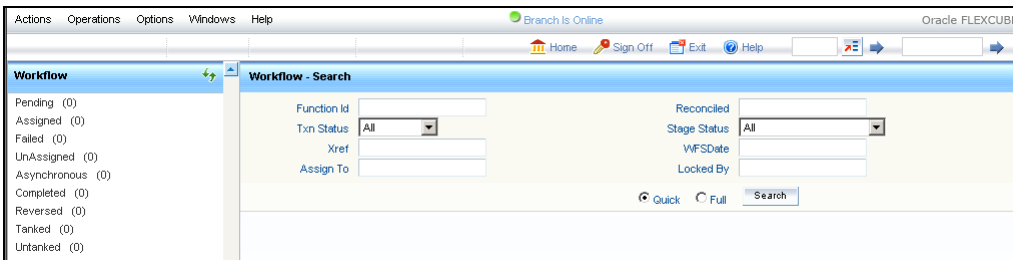 Actions Operations Options Windows Help Branch Is Online Oracle FLEXCUB
Home Sign Off Exit Help
Workflow
Workflow - Search
Pending (0)
Assigned (0)
Failed (0)
UnAssigned (0)
Asynchronous (0)
Completed (0)
Reversed (0)
Tanked (0)
Untanked (0)
Function Id Reconciled
Txn Status All Stage Status All
Xref WFSDate
Assign To Locked By
Quick Full Search